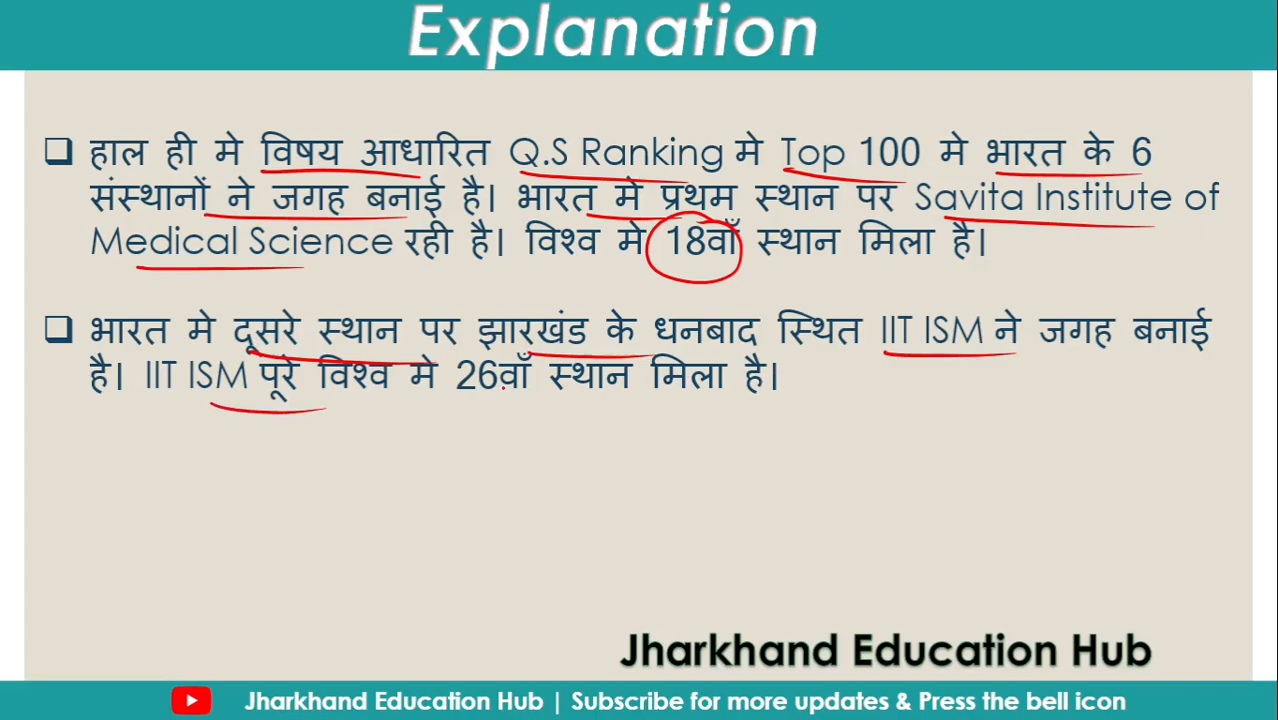 Explanation
हाल ही मे विषय आधारित Q.S Ranking मे Top 100 मे भारत के 6
संस्थानों ने जगह बनाई है। भारत मे प्रथम स्थान पर Savita Institute of
Medical Science रही है। विश्व मे 18वाँ स्थान मिला है।
भारत मे दूसरे स्थान पर झारखंड के धनबाद स्थित IIT ISM ने जगह बनाई
है। IIT ISM पूरे विश्व मे 26वाँ स्थान मिला है।
Jharkhand Education Hub
Jharkhand Education Hub | Subscribe for more updates & Press the bell icon